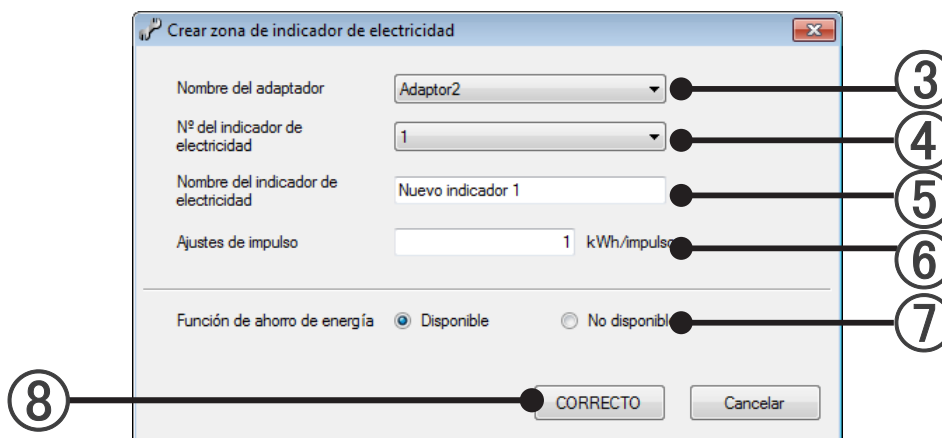 Crear zona de indicador de electricidad
Nombre del adaptador
Adaptor2
③
Nº del indicador de
electricidad
1
④
Nombre del indicador de
electricidad
Nuevo indicador 1
⑤
Ajustes de impulso
1 kWh/impulso
⑥
Función de ahorro de energía
Disponible
No disponible
⑦
⑧
CORRECTO
Cancelar